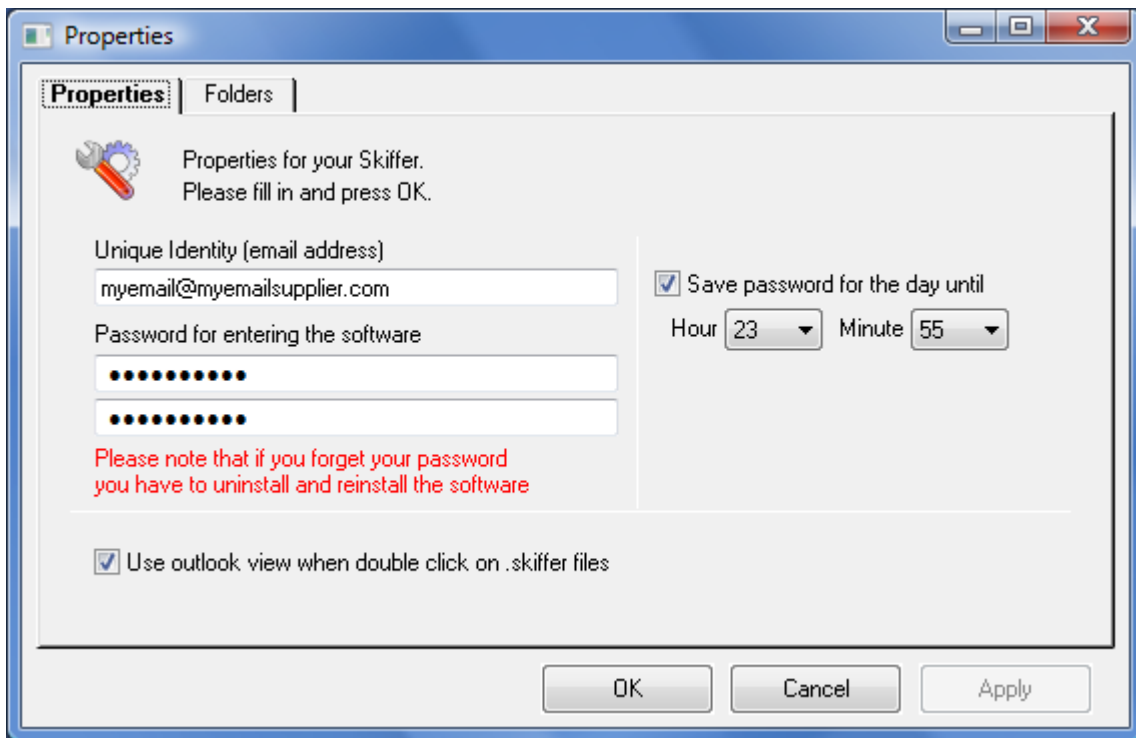 Properties
Properties Folders
Properties for your Skiffer.
Please fill in and press OK.
Unique Identity (email address)
myemail@myemailsupplier.com
Password for entering the software
●●●●●●●●●●
●●●●●●●●●●
Please note that if you forget your password
you have to uninstall and reinstall the software
Save password for the day until
Hour 23 Minute 55
Use outlook view when double click on .skiffer files
OK Cancel Apply